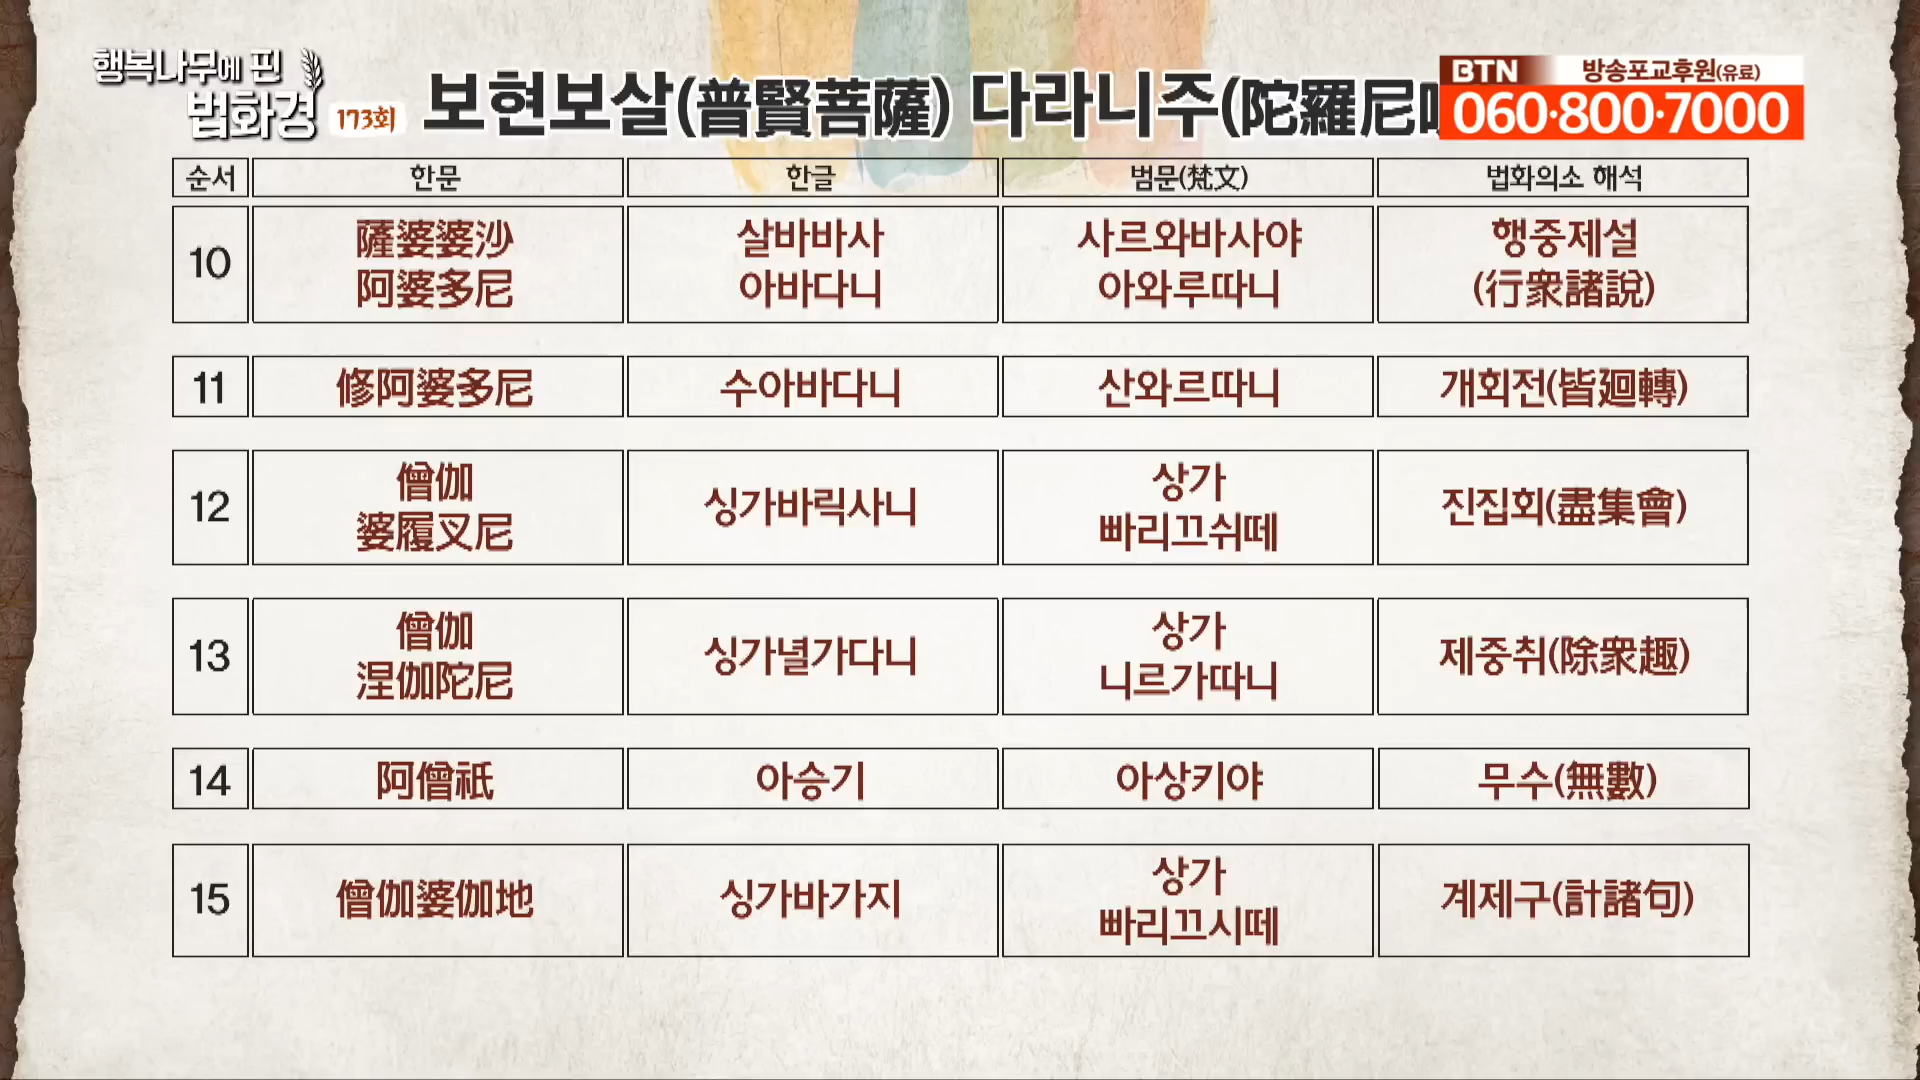 행복나무에 핀
법화경 173회
보현보살(普賢菩薩) 다라니주(陀羅尼
BTN 방송포교후원(유료)
060·800·7000
순서 한문 한글 범문(梵文) 법화의소 해석
10
薩婆婆沙
阿婆多尼
살바바사
아바다니
사르와바사야
아와루따니
행중제설
(行衆諸說)
11 修阿婆多尼 수아바다니 산와르따니 개회전(皆廻轉)
12
僧伽
婆履叉尼
싱가바릭사니
상가
빠리끄쉬떼
진집회(盡集會)
13
僧伽
涅伽陀尼
싱가녈가다니
상가
니르가따니
제중취(除衆趣)
14 阿僧祇 아승기 아상키야 무수(無數)
15
僧伽婆伽地
싱가바가지
상가
빠리끄시떼
계제구(計諸句)